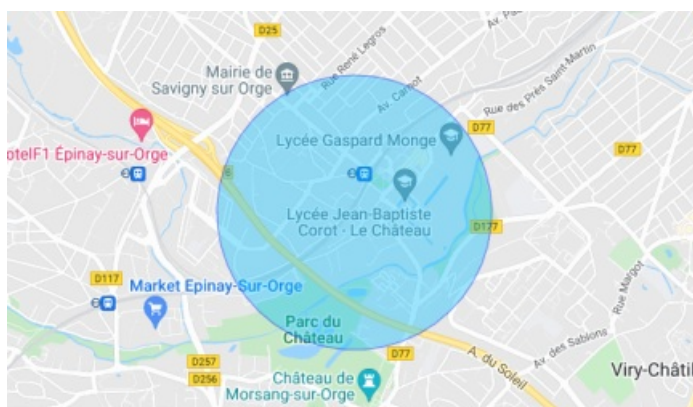 D25
Av. Pa
Mairie de
Savigny sur Orge
Rue René Legros
Av. Carnot
Rue des Prés Saint-Martin
otelF1 Épinay-sur-Orge
Lycée Gaspard Monge
D77
D77
6
Lycée Jean-Baptiste
Corot - Le Château
D177
D117
Market Epinay-Sur-Orge
Rue Margot
Parc du
Château
D77
Av. des Sablons
A. du Soleil
D257
D256
Château de
Morsang-sur-Orge
Viry-Châtil